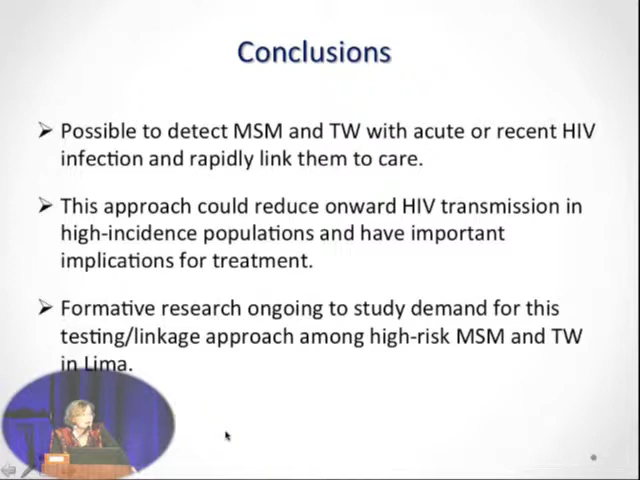 Conclusions
Possible to detect MSM and TW with acute or recent HIV
infection and rapidly link them to care.
This approach could reduce onward HIV transmission in
high-incidence populations and have important
implications for treatment.
Formative research ongoing to study demand for this
testing/linkage approach among high-risk MSM and TW
in Lima.